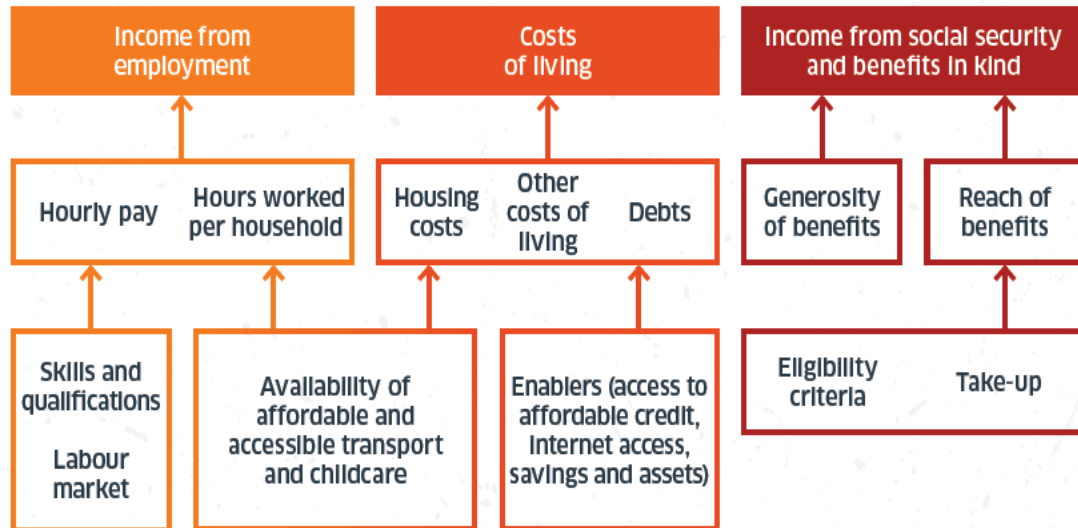 Income from
employment
Costs
of living
Income from social security
and benefits in kind
Hourly pay
Hours worked
per household
Housing
costs
Other
costs of
living
Debts
Generosity
of benefits
Reach of
benefits
Skills and
qualifications
Labour
market
Availability of
affordable and
accessible transport
and childcare
Enablers (access to
affordable credit,
internet access,
savings and assets)
Eligibility
criteria
Take-up